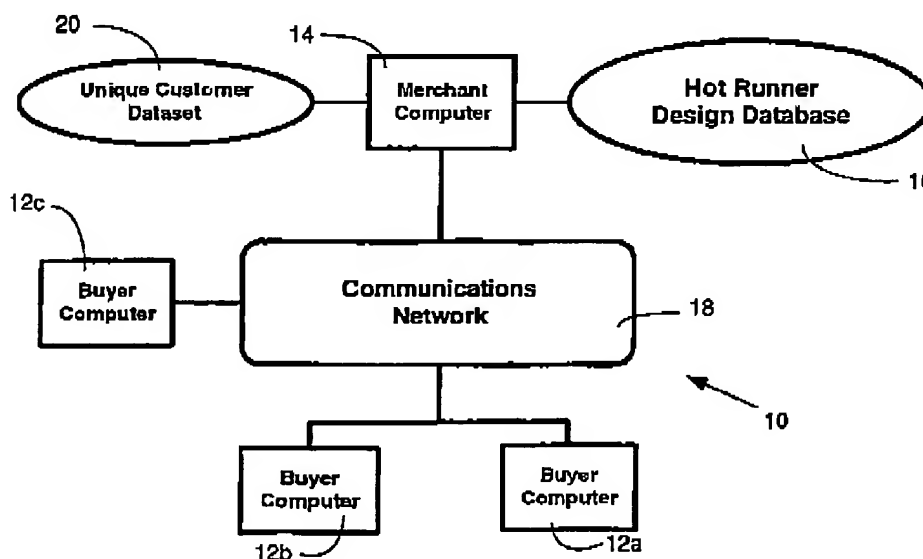 20
14
Unique Customer
Dataset
Merchant
Computer
Hot Runner
Design Database
12c
Buyer
Computer
Communications
Network
18
10
Buyer
Computer
Buyer
Computer
12b
12a